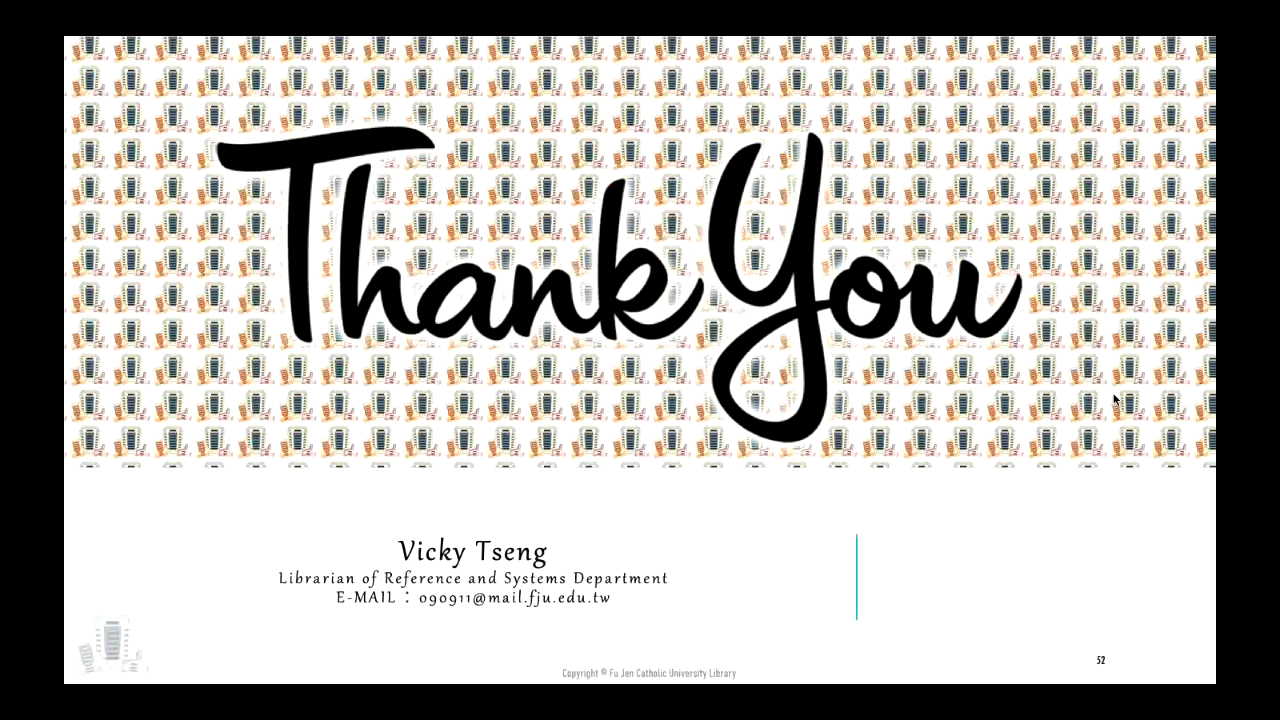 Thank You
Vicky Tseng
Librarian of Reference and Systems Department
E-MAIL：090911@mail.fju.edu.tw
52
Copyright © Fu Jen Catholic University Library